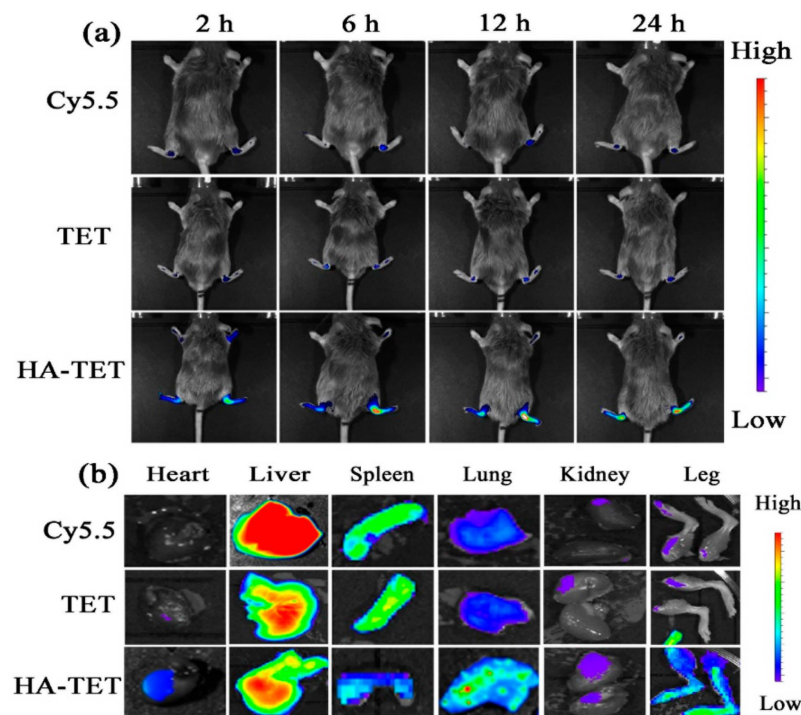 (a) 2 h 6 h 12 h 24 h
High
Cy5.5
TET
HA-TET
Low
(b) Heart Liver Spleen Lung Kidney Leg
High
Cy5.5
TET
HA-TET
Low